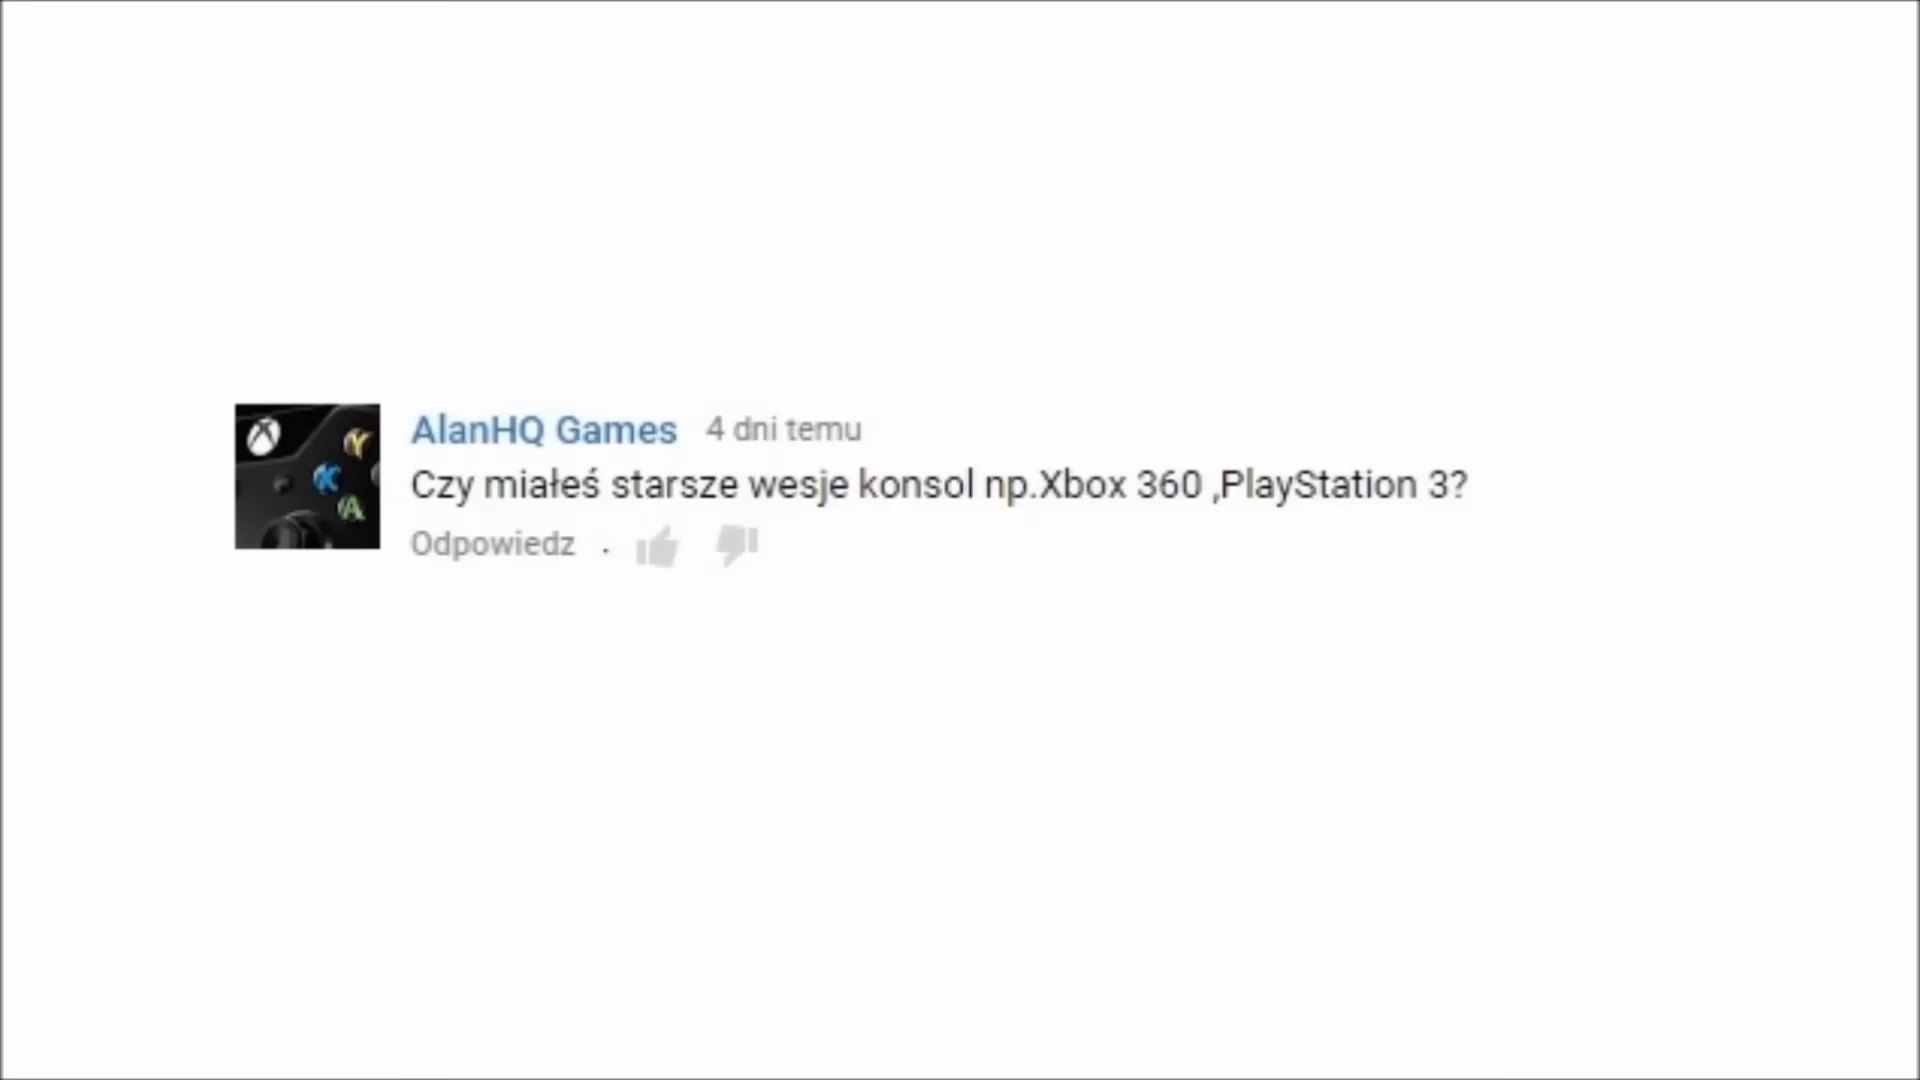 AlanHQ Games 4 dni temu
Czy miałeś starsze wesje konsol np.Xbox 360 ,PlayStation 3?
Odpowiedz .
Y
X
A